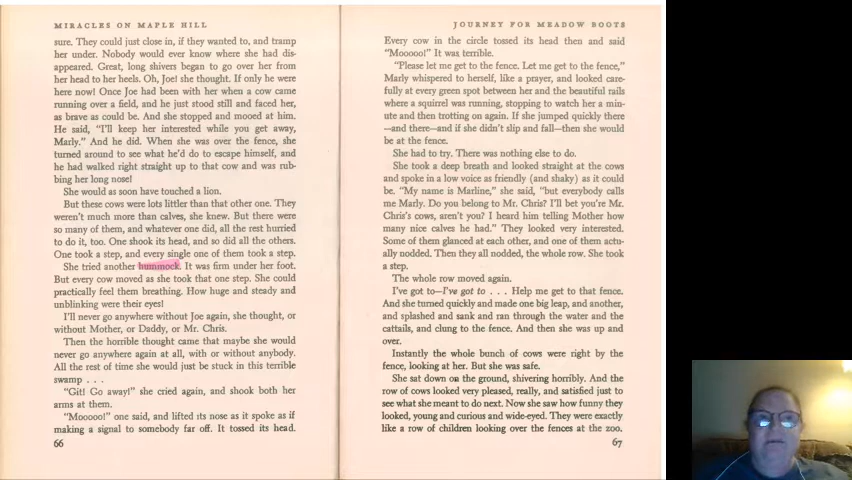 MIRACLES ON MAPLE HILL
sure. They could just close in, if they wanted to, and tramp
her under. Nobody would ever know where she had dis-
appeared. Great, long shivers began to go over her from
her head to her heels. Oh, Joe! she thought. If only he were
here now! Once Joe had been with her when a cow came
running over a field, and he just stood still and faced her,
as brave as could be. And she stopped and mooed at him.
He said, "I'll keep her interested while you get away,
Marly." And he did. When she was over the fence, she
turned around to see what he'd do to escape himself, and
he had walked right straight up to that cow and was rub-
bing her long nose!
She would as soon have touched a lion.
But these cows were lots littler than that other one. They
weren't much more than calves, she knew. But there were
so many of them, and whatever one did, all the rest hurried
to do it, too. One shook its head, and so did all the others.
One took a step, and every single one of them took a step.
She tried another hummock. It was firm under her foot.
But every cow moved as she took that one step. She could
practically feel them breathing. How huge and steady and
unblinking were their eyes!
I'll never go anywhere without Joe again, she thought, or
without Mother, or Daddy, or Mr. Chris.
Then the horrible thought came that maybe she would
never go anywhere again at all, with or without anybody.
All the rest of time she would just be stuck in this terrible
swamp . . .
"Git! Go away!" she cried again, and shook both her
arms at them.
"Mooooo!" one said, and lifted its nose as it spoke as if
making a signal to somebody far off. It tossed its head.
66
JOURNEY FOR MEADOW BOOTS
Every cow in the circle tossed its head then and said
"Mooooo!" It was terrible.
"Please let me get to the fence. Let me get to the fence,"
Marly whispered to herself, like a prayer, and looked care-
fully at every green spot between her and the beautiful rails
where a squirrel was running, stopping to watch her a min-
ute and then trotting on again. If she jumped quickly there
—and there—and if she didn't slip and fall—then she would
be at the fence.
She had to try. There was nothing else to do.
She took a deep breath and looked straight at the cows
and spoke in a low voice as friendly (and shaky) as it could
be. "My name is Marline," she said, "but everybody calls
me Marly. Do you belong to Mr. Chris? I'll bet you're Mr.
Chris's cows, aren't you? I heard him telling Mother how
many nice calves he had." They looked very interested.
Some of them glanced at each other, and one of them actu-
ally nodded. Then they all nodded, the whole row. She took
a step.
The whole row moved again.
I've got to—I've got to . . . Help me get to that fence.
And she turned quickly and made one big leap, and another,
and splashed and sank and ran through the water and the
cattails, and clung to the fence. And then she was up and
over.
Instantly the whole bunch of cows were right by the
fence, looking at her. But she was safe.
She sat down on the ground, shivering horribly. And the
row of cows looked very pleased, really, and satisfied just to
see what she meant to do next. Now she saw how funny they
looked, young and curious and wide-eyed. They were exactly
like a row of children looking over the fences at the zoo.
67